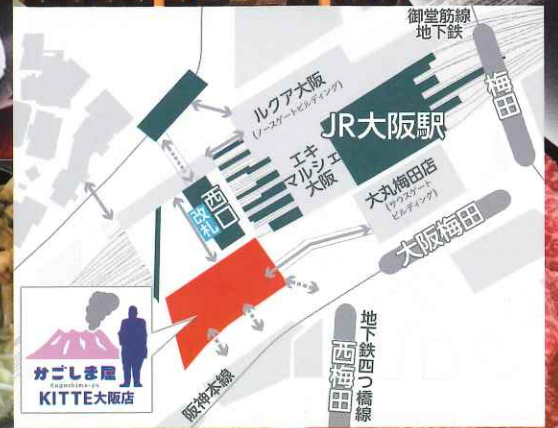 御堂筋線
地下鉄
梅田
ルクア大阪
(ノースゲートビルディング)
JR大阪駅
エキ
マルシェ
大阪
大丸梅田店
(サウスゲート
ビルディング)
西口
改札
大阪梅田
地下鉄四つ橋線
西梅田
阪神本線
かごしま屋
Kagoshima-ya
KITTE大阪店